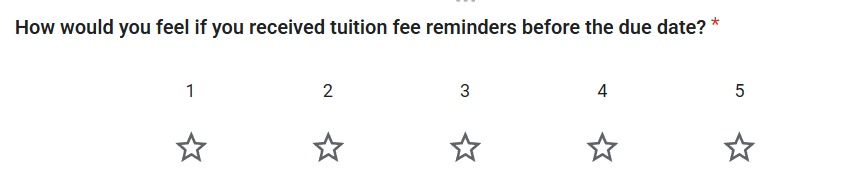 How would you feel if you received tuition fee reminders before the due date? *
1 2 3 4 5